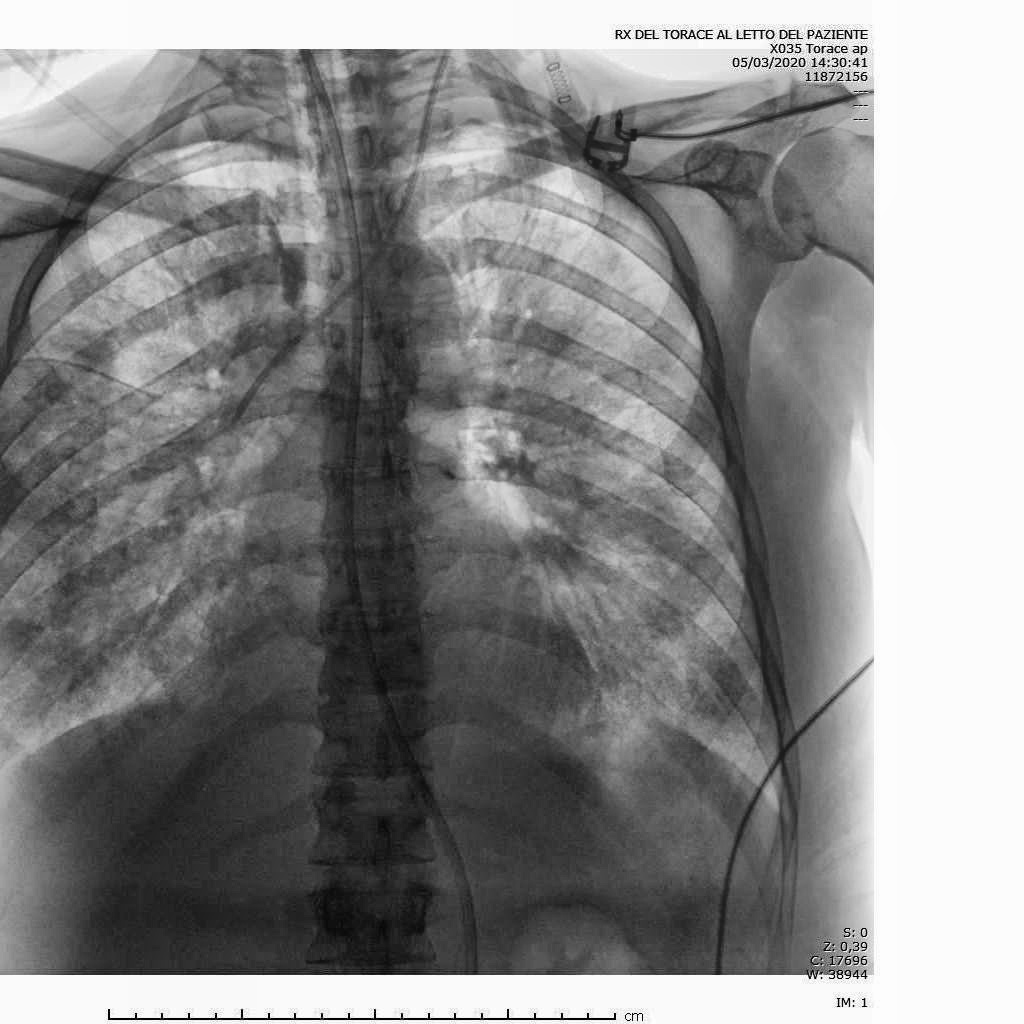 RX DEL TORACE AL LETTO DEL PAZIENTE
X035 Torace ap
05/03/2020 14:30:41
11872156
---
---
---
S: 0
Z: 0,39
C: 17696
W: 38944
IM: 1
cm